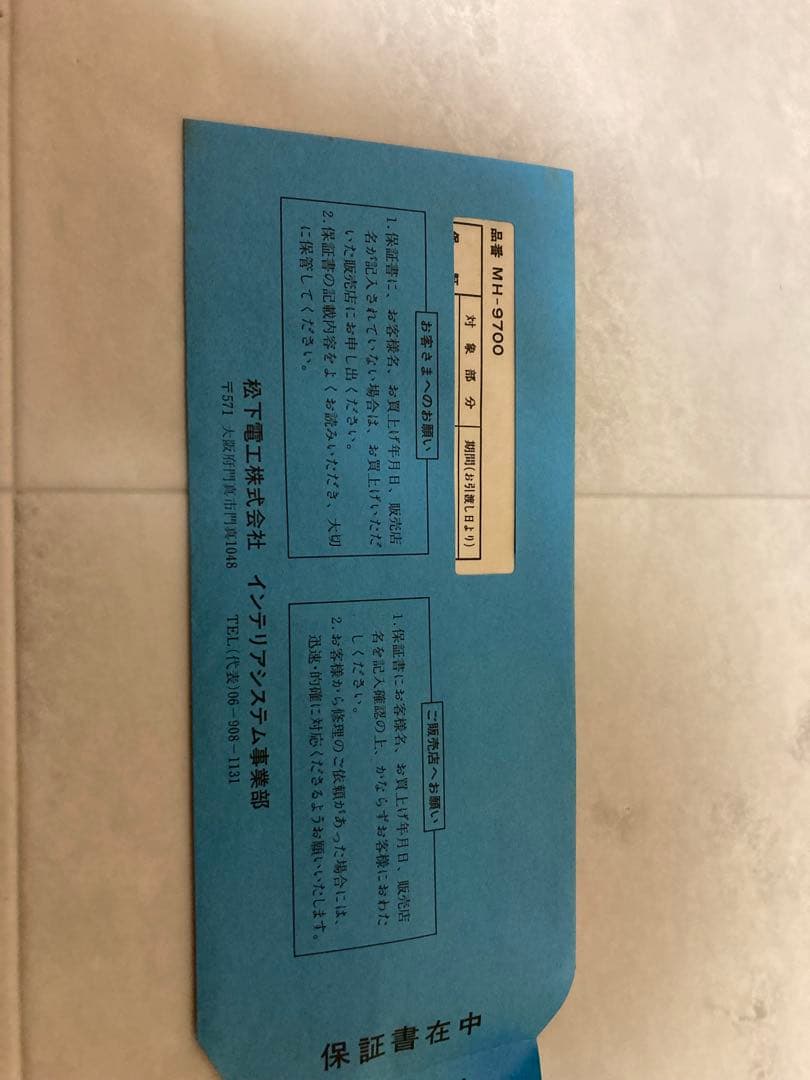 保証書在中
品番 MH-9700
対象部分
期間(お引渡し日より)
お客さまへのお願い
1.保証書に、お客様名、お買上げ年月日、販売店
名が記入されていない場合は、お買上げいただ
いた販売店にお申し出ください。
2.保証書の記載内容をよくお読みいただき、大切
に保管してください。
ご販売店へお願い
1.保証書にお客様名、お買上げ年月日、販売店
名を記入確認の上、かならずお客様におわた
しください。
2.お客様から修理のご依頼があった場合には、
迅速・的確に対応くださるようお願いいたします。
松下電工株式会社 インテリアシステム事業部
〒571 大阪府門真市門真1048 TEL(代表)06-908-1131